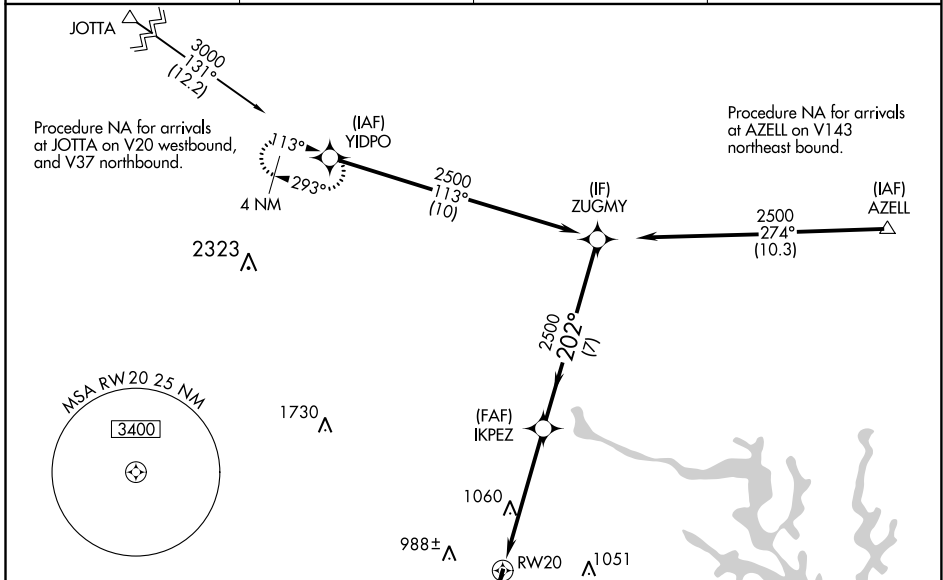 JOTTA
3000
131°
(12.2)
Procedure NA for arrivals
at JOTTA on V20 westbound,
and V37 northbound.
(IAF)
YIDPO
113°
293°
4 NM
2500
113°
(10)
(IF)
ZUGMY
Procedure NA for arrivals
at AZELL on V143
northeast bound.
(IAF)
AZELL
2500
274°
(10.3)
2323
2500
202°
(7)
MSA RW20 25 NM
3400
1730
(FAF)
IKPEZ
1060
988±
RW20
1051